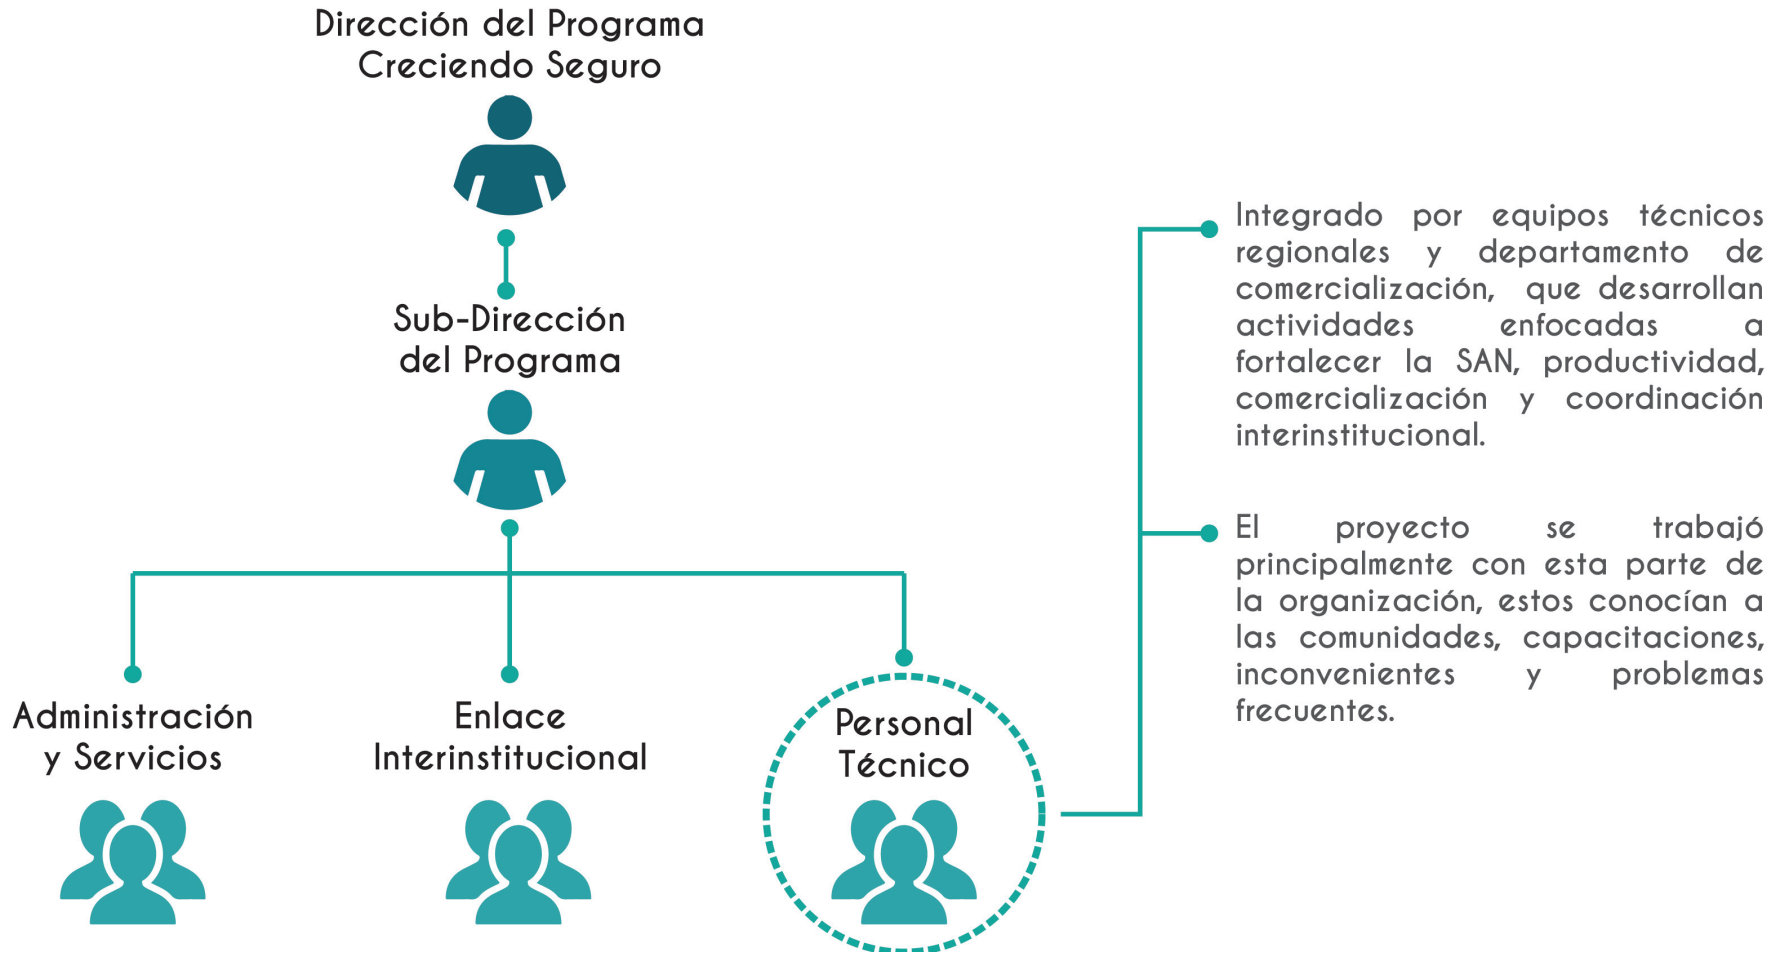 Dirección del Programa
Creciendo Seguro
Sub-Dirección
del Programa
Administración
y Servicios
Enlace
Interinstitucional
Personal
Técnico
Integrado por equipos técnicos
regionales y departamento de
comercialización, que desarrollan
actividades enfocadas a
fortalecer la SAN, productividad,
comercialización y coordinación
interinstitucional.
El proyecto se trabajó
principalmente con esta parte de
la organización, estos conocían a
las comunidades, capacitaciones,
inconvenientes y problemas
frecuentes.